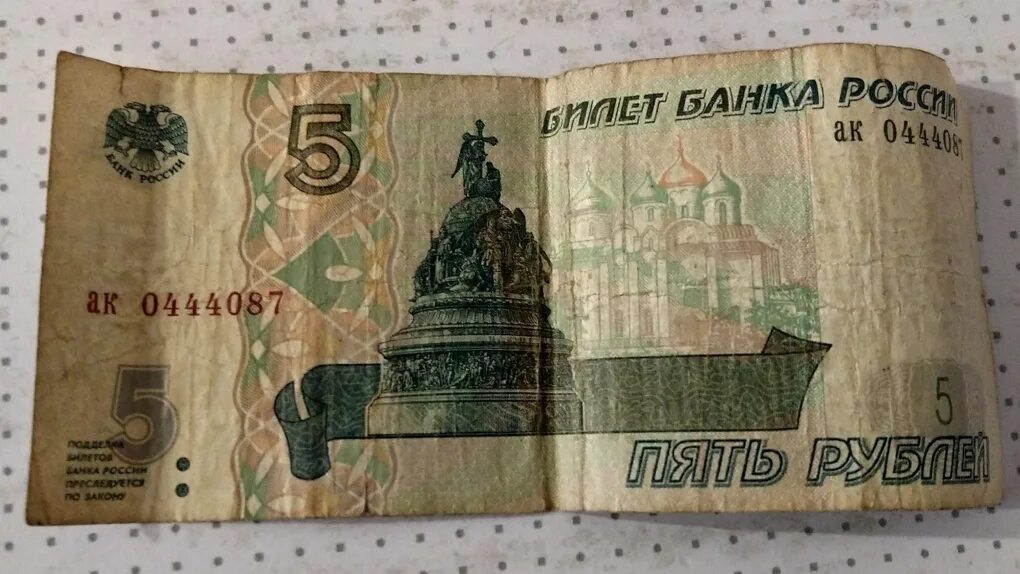 БАНК РОССИИ
5
БИЛЕТ БАНКА РОССИИ
ак 0444087
ак 0444087
5
ПОДДЕЛКА
БИЛЕТОВ
БАНКА РОССИИ
ПРЕСЛЕДУЕТСЯ
ПО ЗАКОНУ
5
ПЯТЬ РУБЛЕЙ